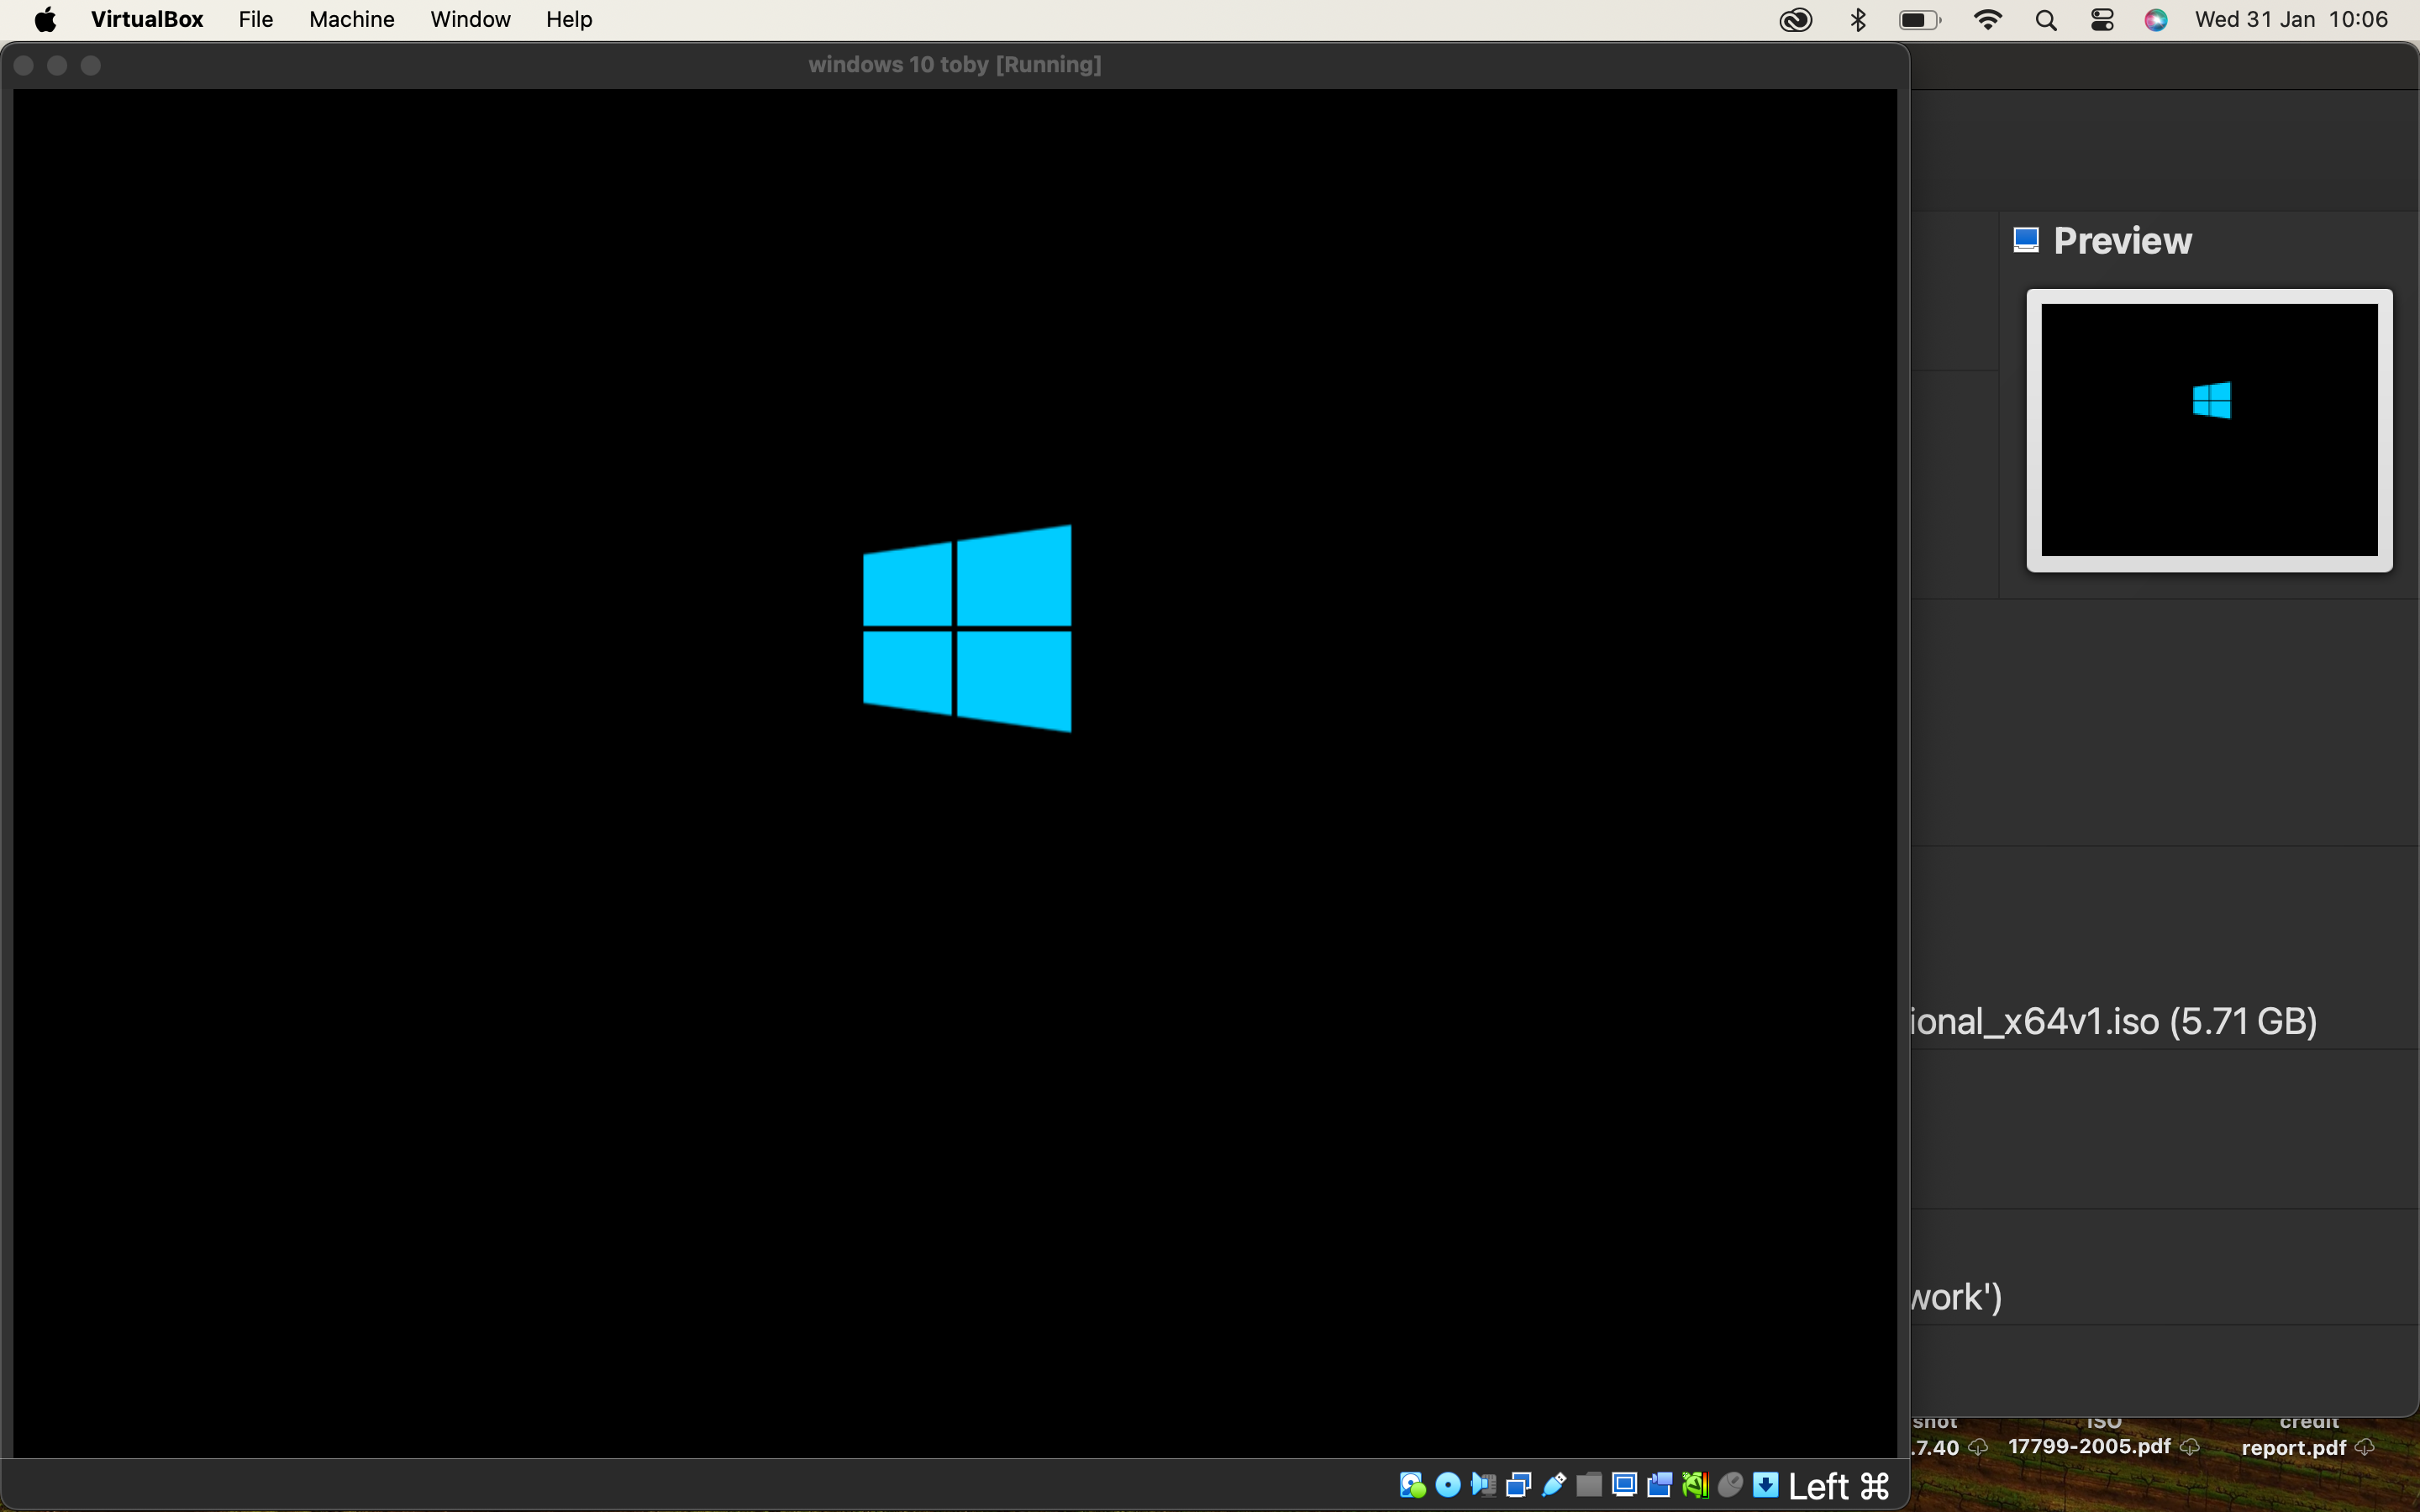 VirtualBox File Machine Window Help Wed 31 Jan 10:06
windows 10 toby [Running]
Preview
ional_x64v1.iso (5.71 GB)
work')
shot ISO credit
.7.40 17799-2005.pdf report.pdf
Left ⌘